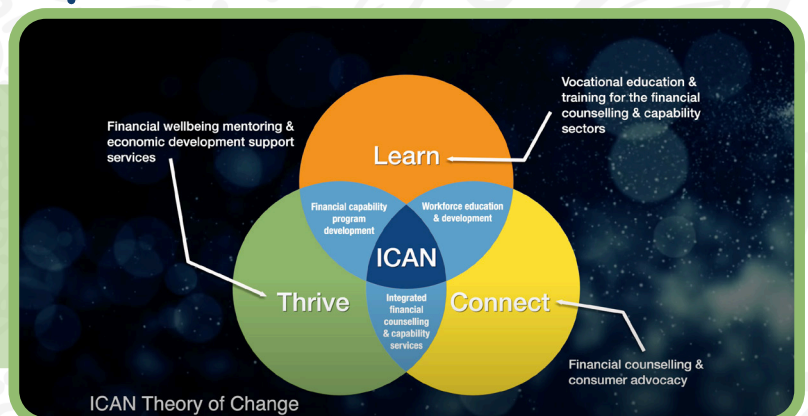 Vocational education &
training for the financial
counselling & capability
sectors
Financial wellbeing mentoring &
economic development support
services
Learn
Financial capability
program
development
Workforce education
& development
ICAN
Thrive
Integrated
financial
counselling
& capability
services
Connect
Financial counselling &
consumer advocacy
ICAN Theory of Change